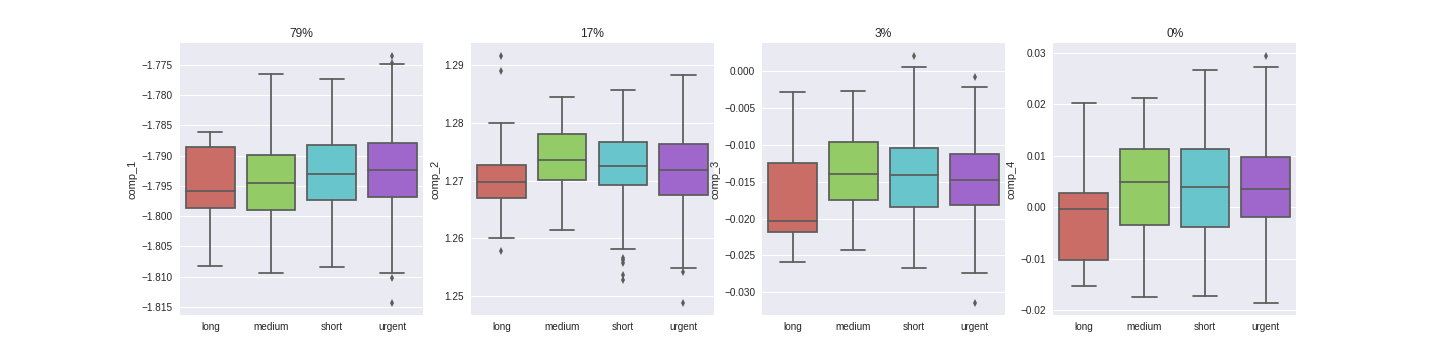 79%
17%
3%
0%
comp_1
−1.775
−1.780
−1.785
−1.790
−1.795
−1.800
−1.805
−1.810
−1.815
long
medium
short
urgent
comp_2
1.29
1.28
1.27
1.26
1.25
long
medium
short
urgent
comp_3
0.000
−0.005
−0.010
−0.015
−0.020
−0.025
−0.030
long
medium
short
urgent
comp_4
0.03
0.02
0.01
0.00
−0.01
−0.02
long
medium
short
urgent